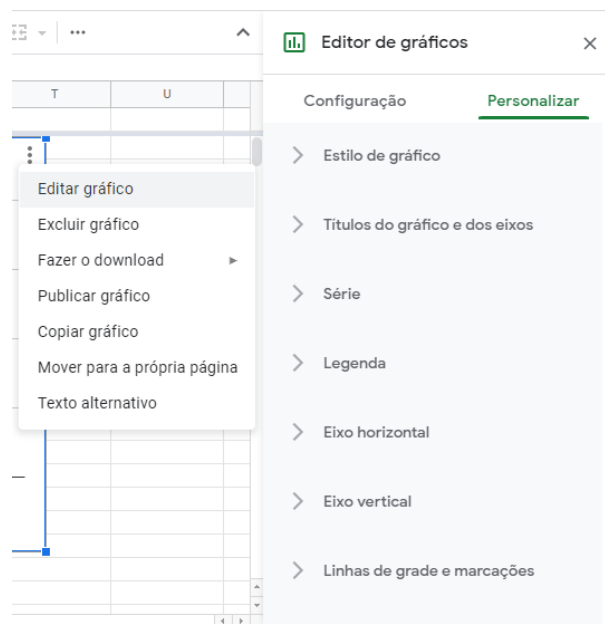 Editor de gráficos
T
U
Configuração
Personalizar
Editar gráfico
Excluir gráfico
Fazer o download
Publicar gráfico
Copiar gráfico
Mover para a própria página
Texto alternativo
Estilo de gráfico
Títulos do gráfico e dos eixos
Série
Legenda
Eixo horizontal
Eixo vertical
Linhas de grade e marcações